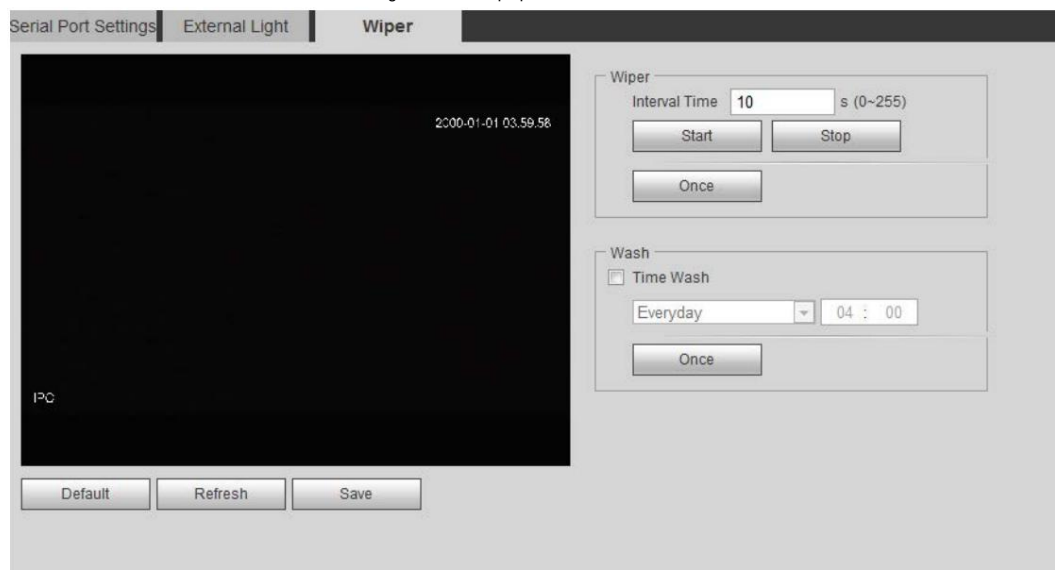 Serial Port Settings
External Light
Wiper
2000-01-01 03.59.58
IPC
Default
Refresh
Save
Wiper
Interval Time
10
s (0~255)
Start
Stop
Once
Wash
Time Wash
Everyday
04 : 00
Once